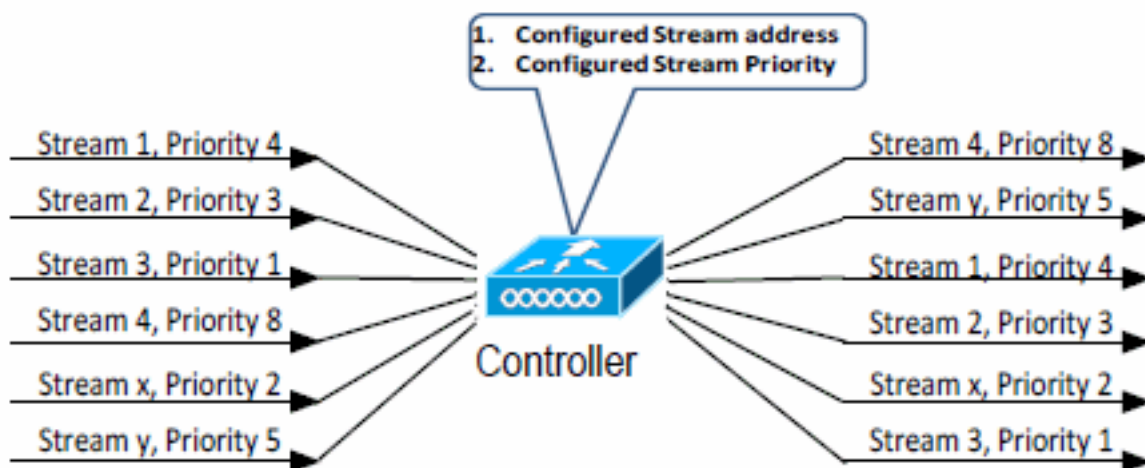 1. Configured Stream address
2. Configured Stream Priority
Stream 1, Priority 4
Stream 2, Priority 3
Stream 3, Priority 1
Stream 4, Priority 8
Stream x, Priority 2
Stream y, Priority 5
Controller
Stream 4, Priority 8
Stream y, Priority 5
Stream 1, Priority 4
Stream 2, Priority 3
Stream x, Priority 2
Stream 3, Priority 1